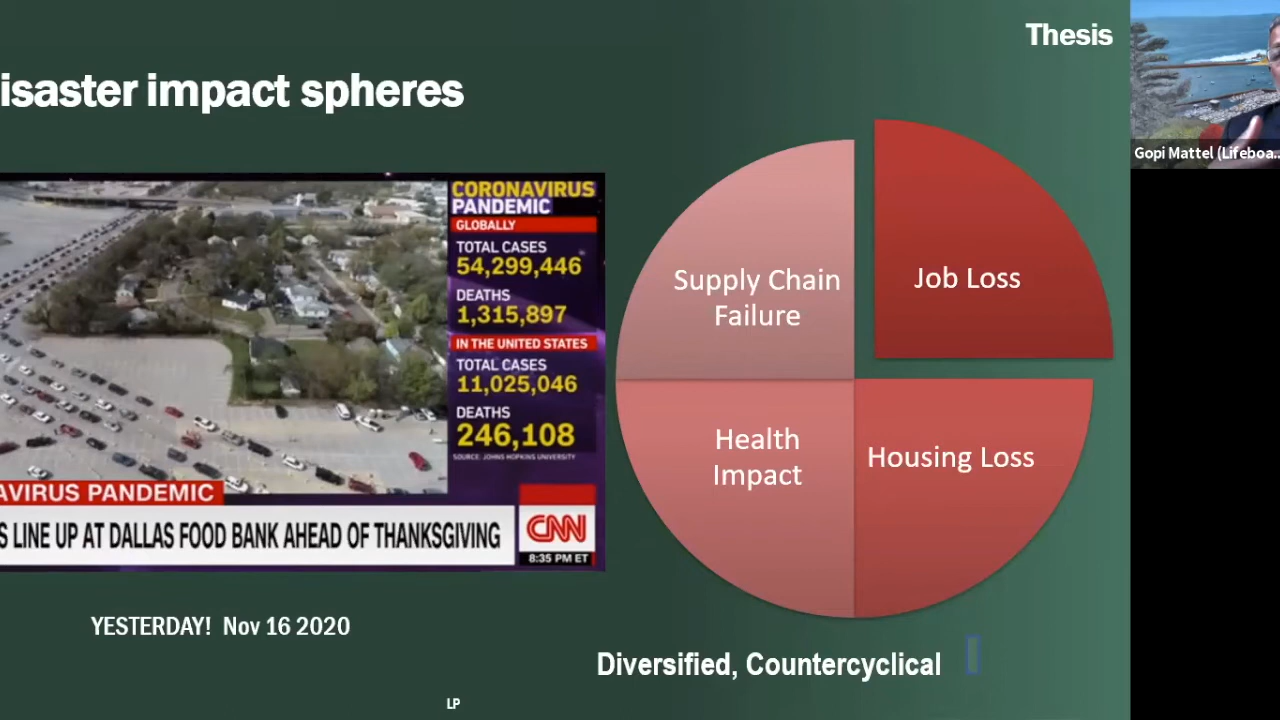 Thesis
isaster impact spheres
Gopi Mattel (Lifeboa...
CORONAVIRUS
PANDEMIC
GLOBALLY
TOTAL CASES
54,299,446
DEATHS
1,315,897
IN THE UNITED STATES
TOTAL CASES
11,025,046
DEATHS
246,108
SOURCE: JOHNS HOPKINS UNIVERSITY
AVIRUS PANDEMIC
S LINE UP AT DALLAS FOOD BANK AHEAD OF THANKSGIVING
CNN
8:35 PM ET
Supply Chain
Failure
Job Loss
Health
Impact
Housing Loss
YESTERDAY! Nov 16 2020
Diversified, Countercyclical
LP